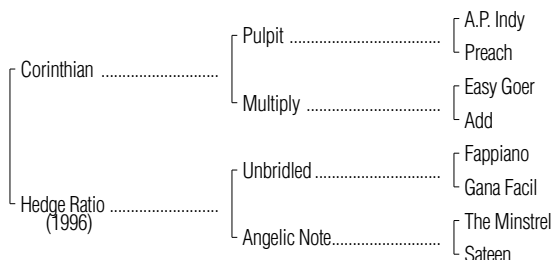 A.P. Indy
Pulpit ........................................
Preach
Corinthian ...............................
Easy Goer
Multiply ....................................
Add
Fappiano
Unbridled .................................
Gana Facil
Hedge Ratio .............................
(1996)
The Minstrel
Angelic Note.............................
Sateen